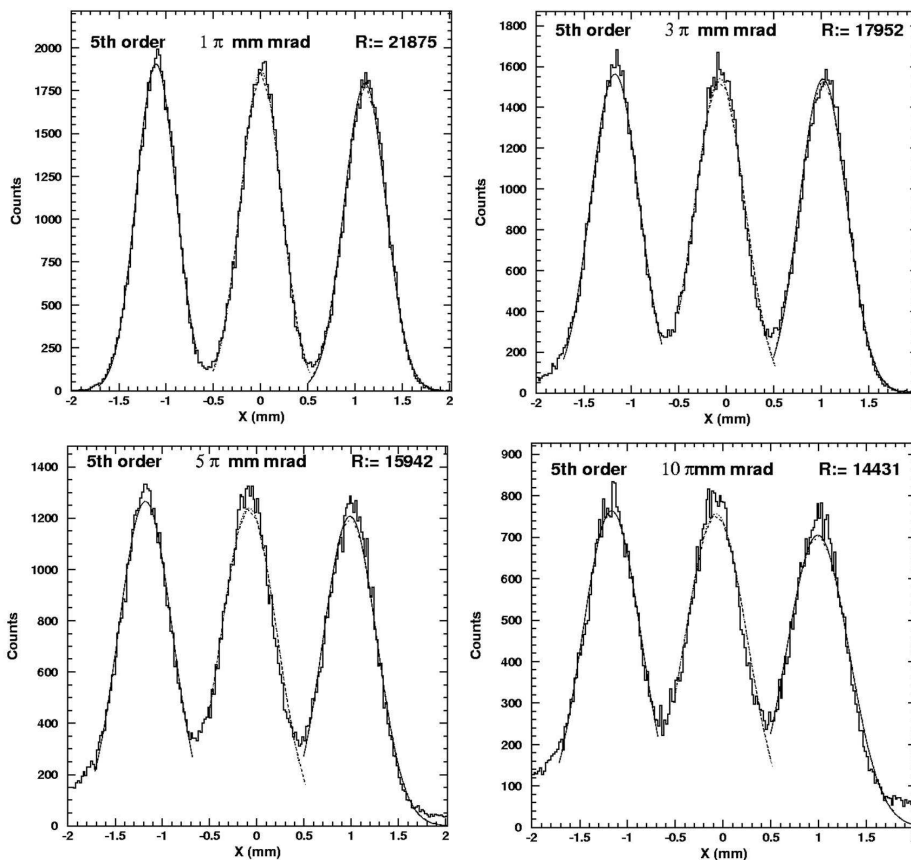 5th order 1 π mm mrad R:= 21875
2000
1750
1500
1250
1000
750
500
250
0
Counts
-2 -1.5 -1 -0.5 0 0.5 1 1.5 2
X (mm)
5th order 3 π mm mrad R:= 17952
1800
1600
1400
1200
1000
800
600
400
200
0
Counts
-2 -1.5 -1 -0.5 0 0.5 1 1.5 2
X (mm)
5th order 5 π mm mrad R:= 15942
1400
1200
1000
800
600
400
200
0
Counts
-2 -1.5 -1 -0.5 0 0.5 1 1.5 2
X (mm)
5th order 10 πmm mrad R:= 14431
900
800
700
600
500
400
300
200
100
0
Counts
-2 -1.5 -1 -0.5 0 0.5 1 1.5 2
X (mm)